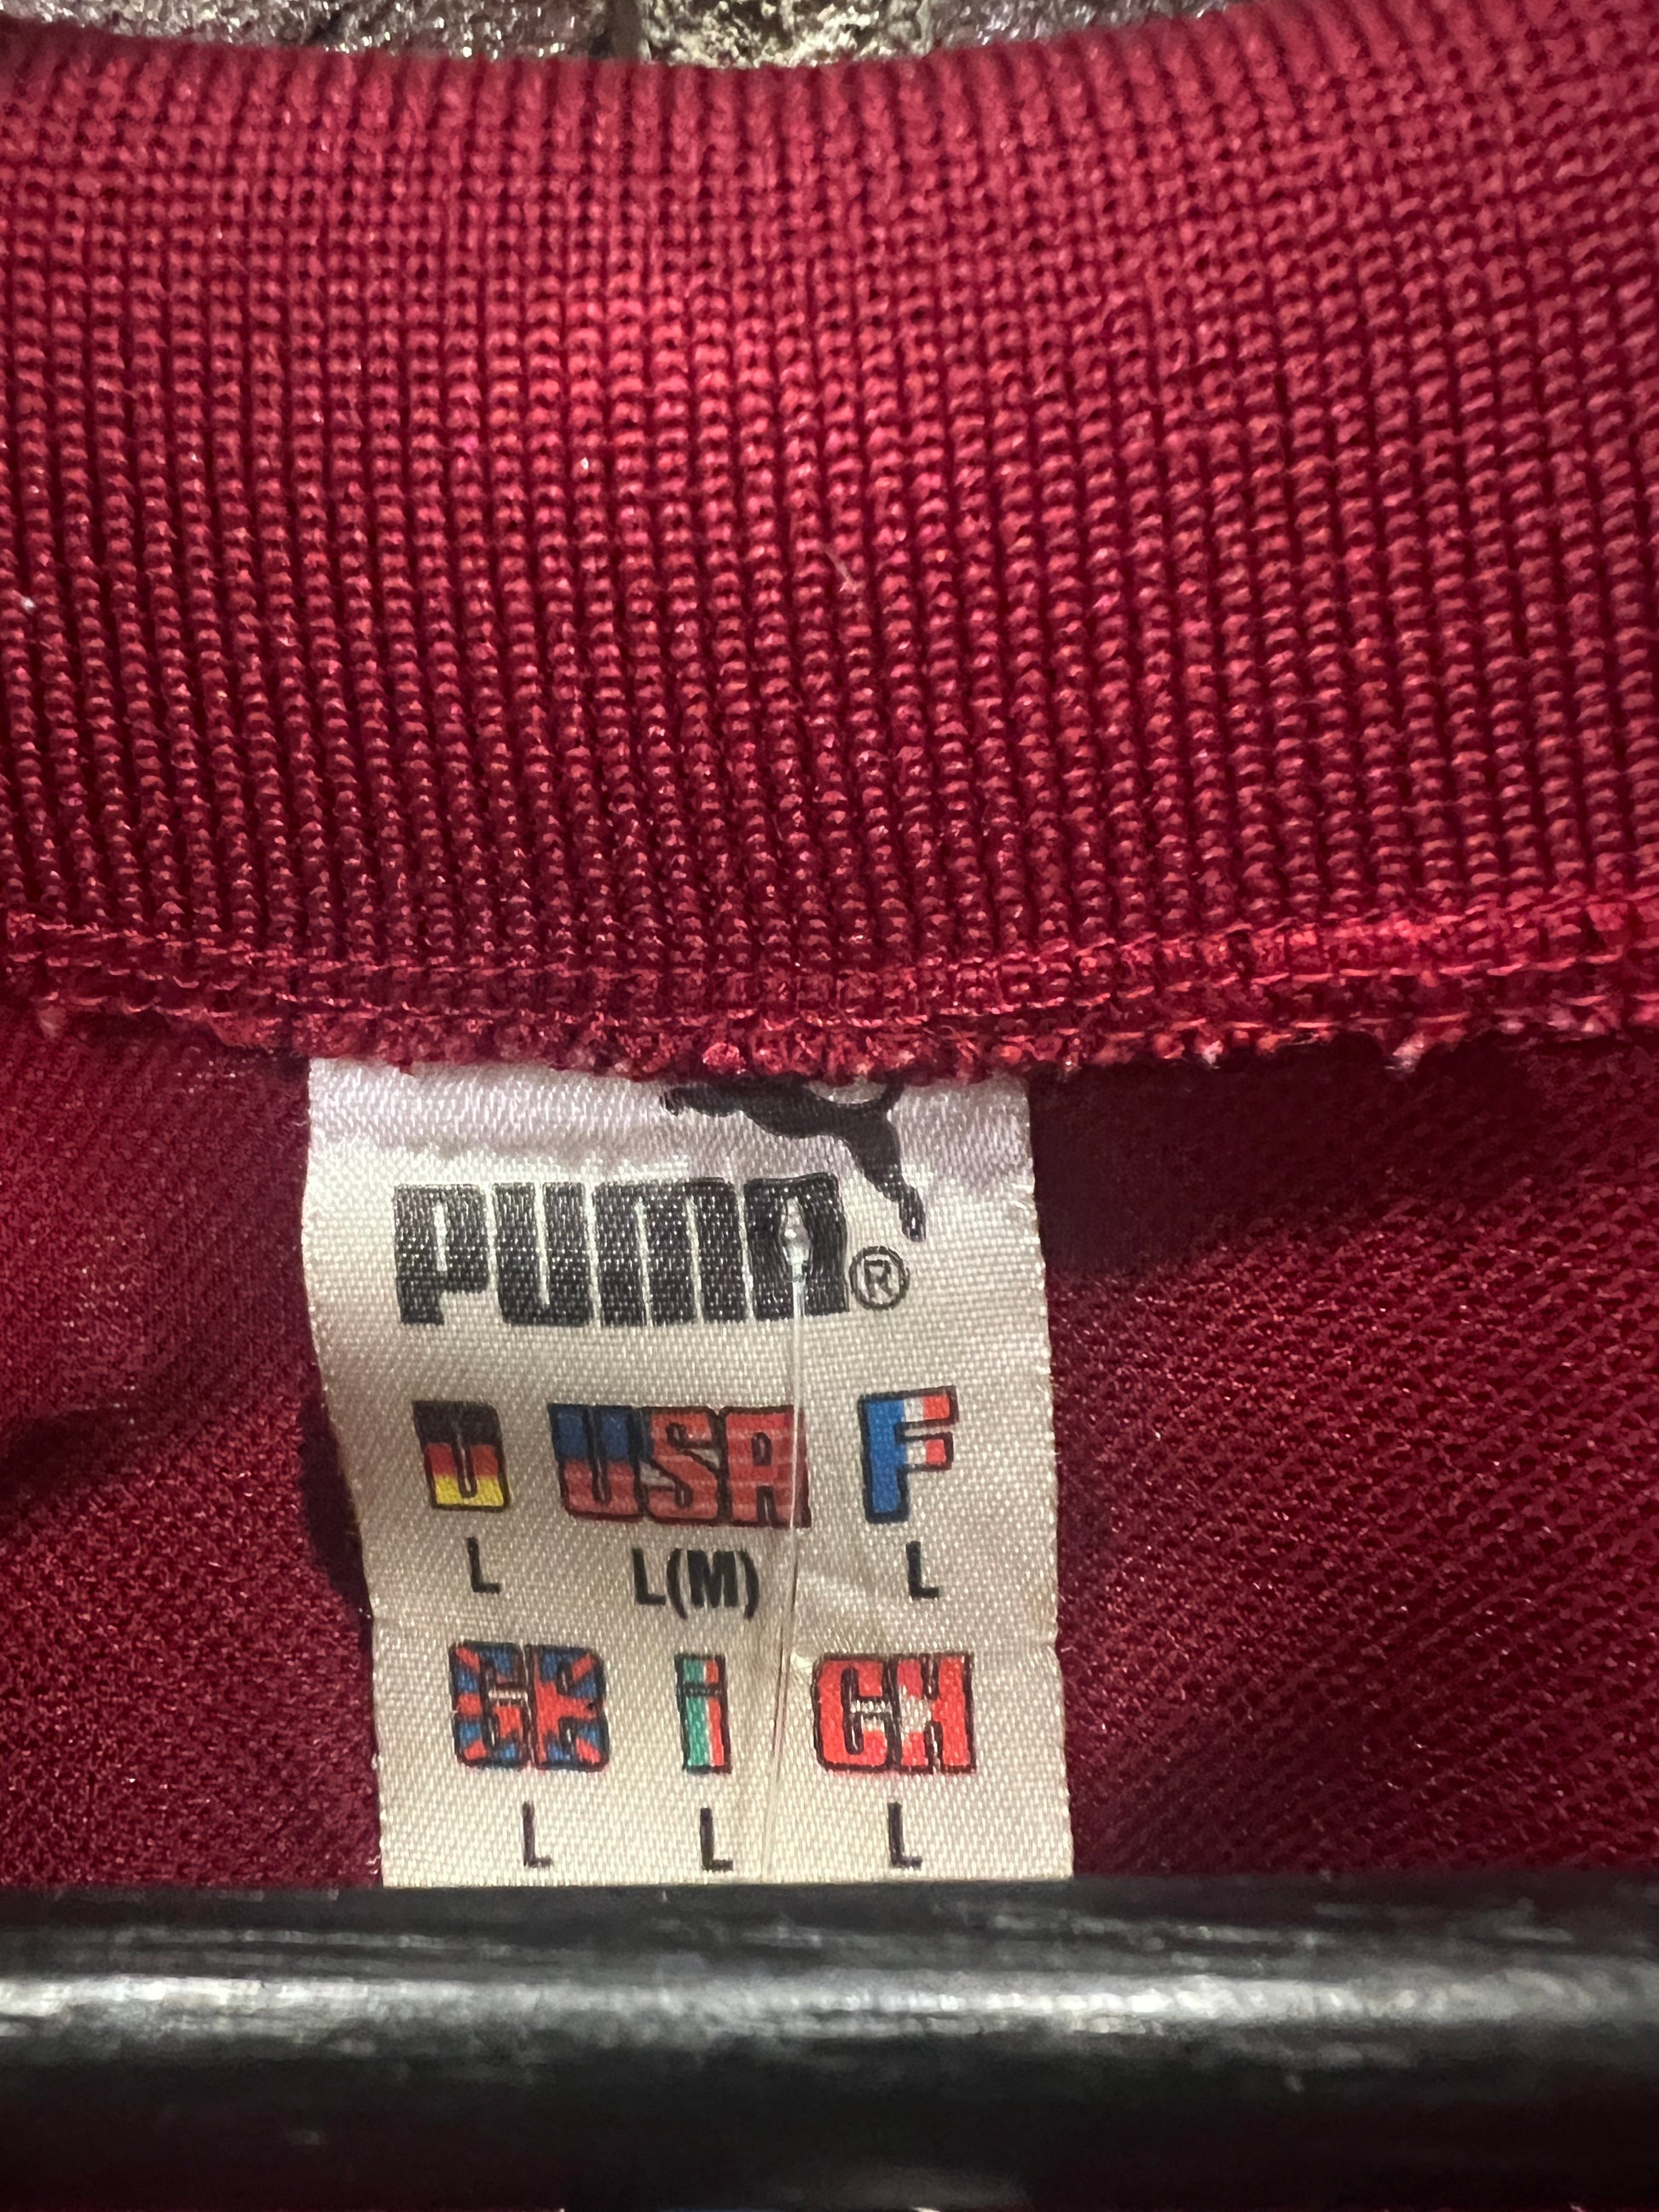 PUMA®
D USA F
L L(M) L
GB i CH
L L L